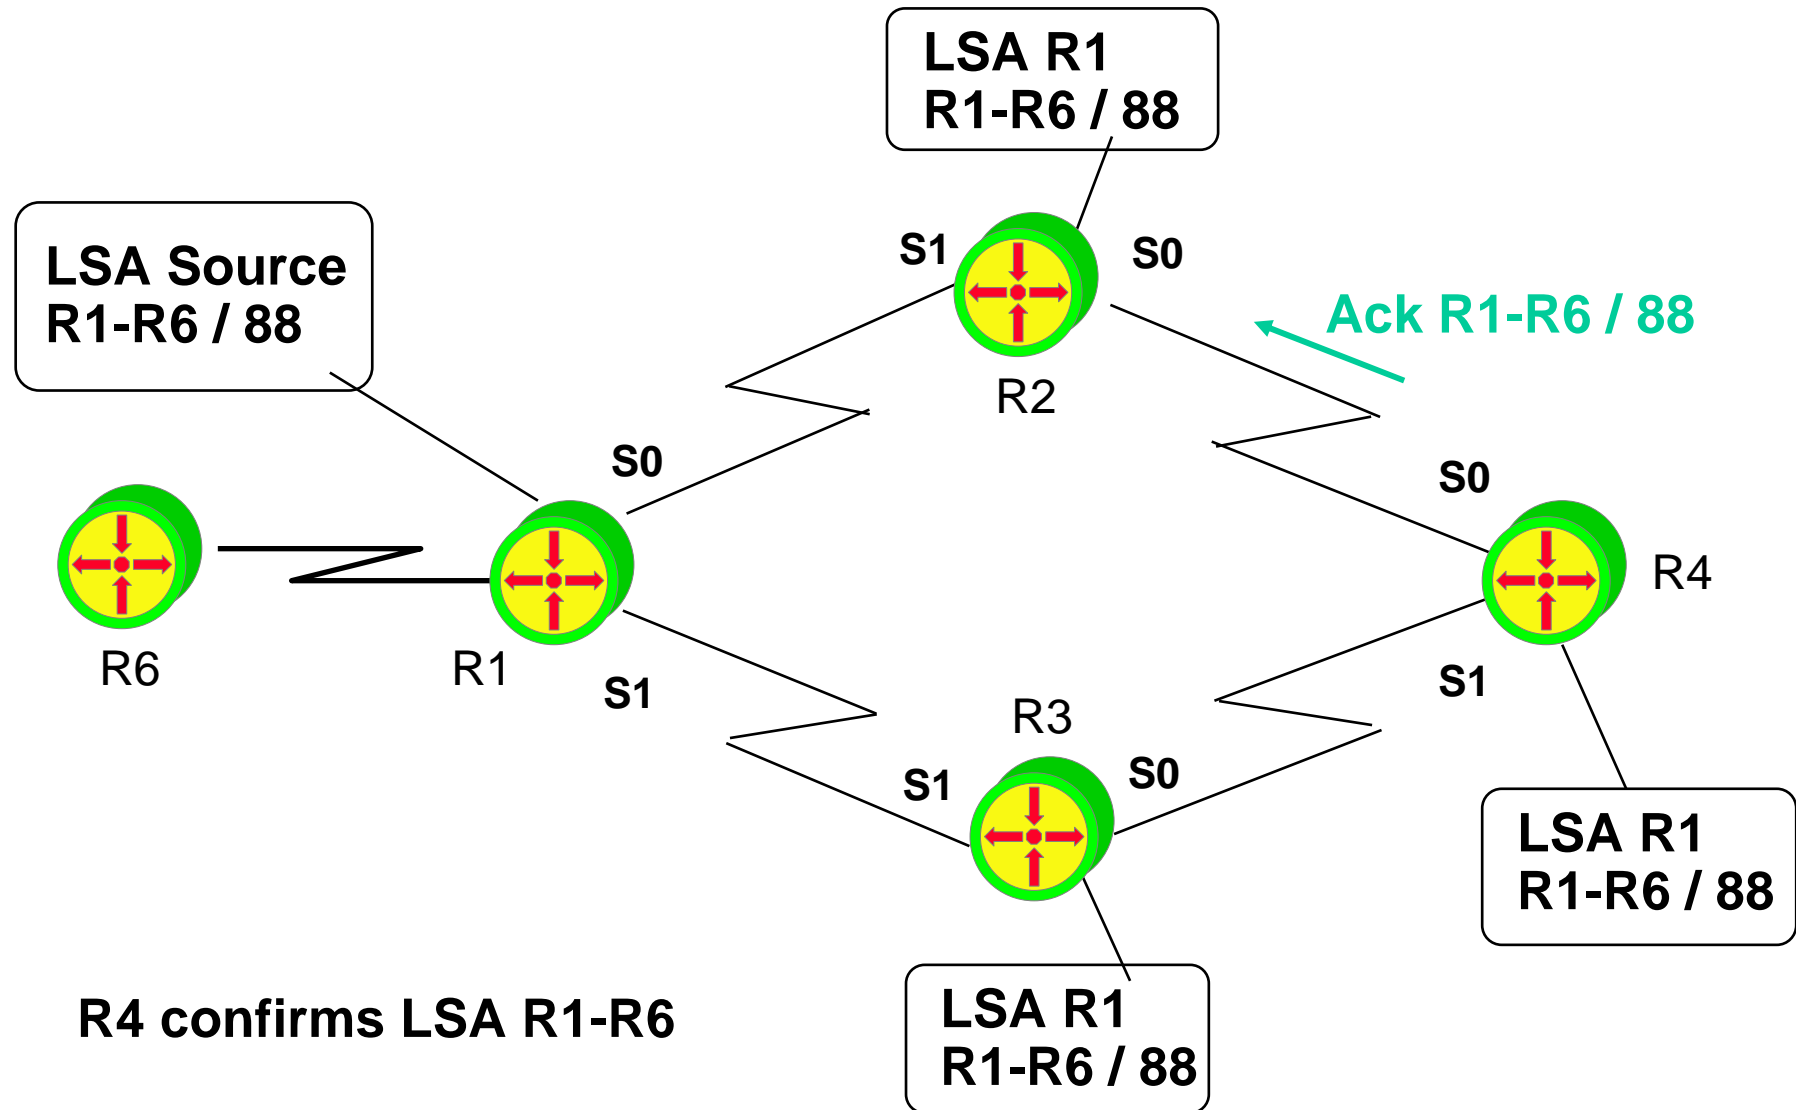 LSA R1
R1-R6 / 88
LSA Source
R1-R6 / 88
S1
S0
Ack R1-R6 / 88
R2
S0
S0
R4
R6
R1
S1
S1
R3
S1
S0
LSA R1
R1-R6 / 88
LSA R1
R1-R6 / 88
R4 confirms LSA R1-R6